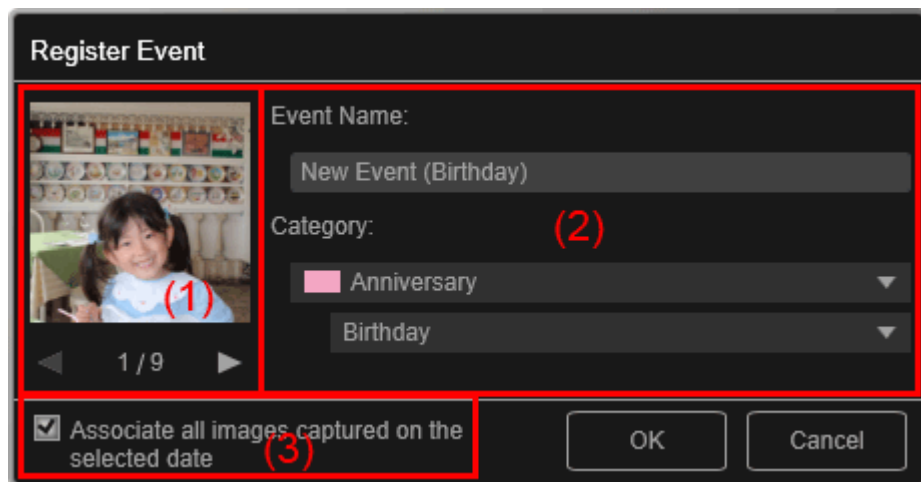 Register Event
Event Name:
New Event (Birthday)
Category:
(2)
Anniversary
Birthday
(1)
1 / 9
Associate all images captured on the
selected date
(3)
OK
Cancel